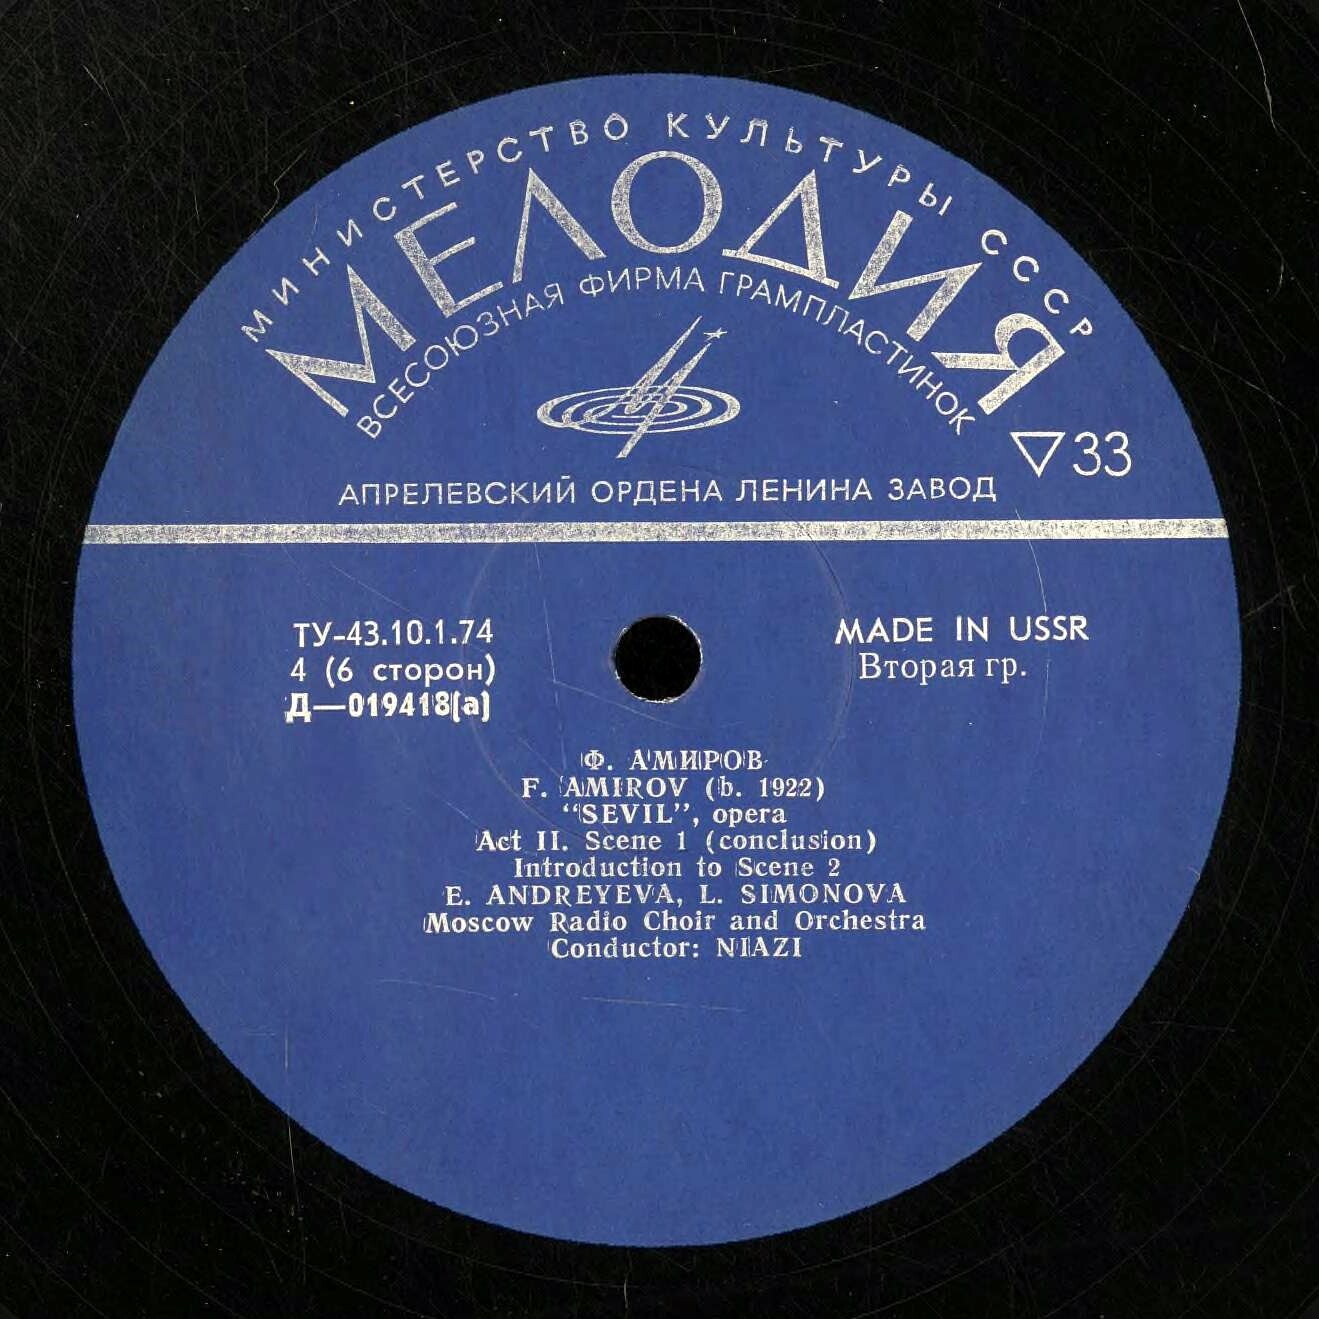 МИНИСТЕРСТВО КУЛЬТУРЫ СССР
МЕЛОДИЯ
ВСЕСОЮЗНАЯ ФИРМА ГРАМПЛАСТИНОК
33
АПРЕЛЕВСКИЙ ОРДЕНА ЛЕНИНА ЗАВОД
ТУ-43.10.1.74
4 (6 сторон)
Д—019418(а)
MADE IN USSR
Вторая гр.
Ф. АМИРОВ
F. AMIROV (b. 1922)
“SEVIL”, opera
Act II. Scene 1 (conclusion)
Introduction to Scene 2
E. ANDREYEVA, L. SIMONOVA
Moscow Radio Choir and Orchestra
Conductor: NIAZI